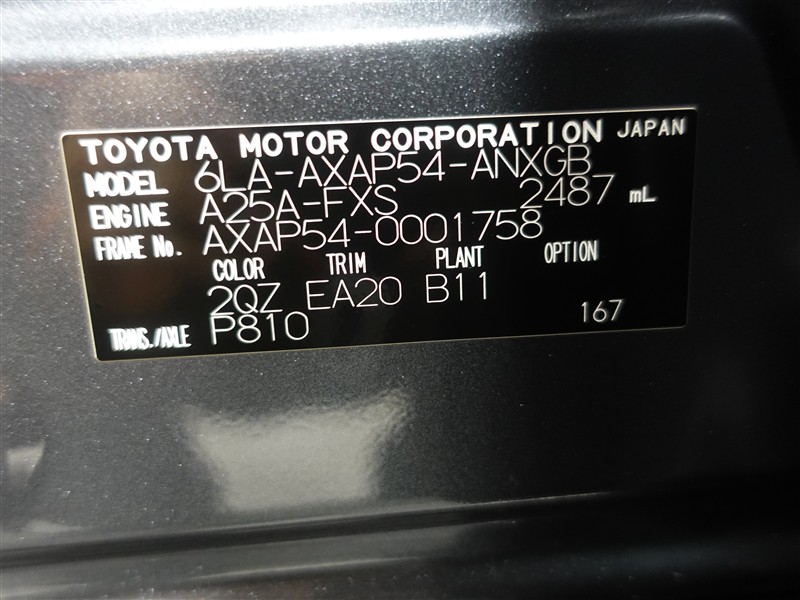 TOYOTA MOTOR CORPORATION JAPAN
MODEL 6LA-AXAP54-ANXGB
ENGINE A25A-FXS 2487 mL
FRAME No. AXAP54-0001758
COLOR TRIM PLANT OPTION
2QZ EA20 B11
TRANS./AXLE P810 167